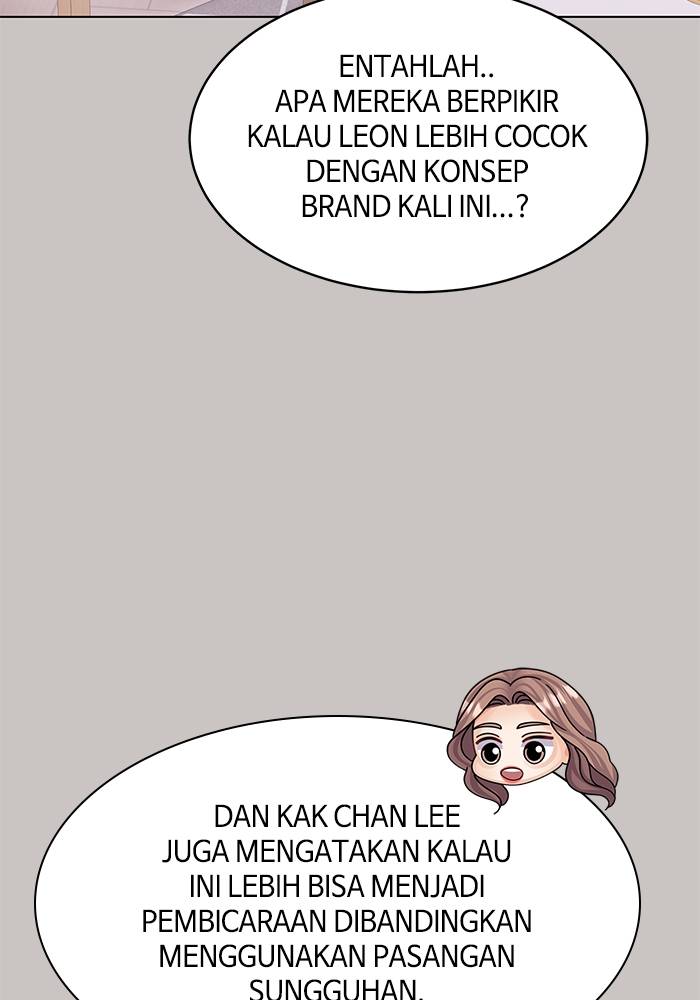 ENTAHLAH..
APA MEREKA BERPIKIR
KALAU LEON LEBIH COCOK
DENGAN KONSEP
BRAND KALI INI...?
DAN KAK CHAN LEE
JUGA MENGATAKAN KALAU
INI LEBIH BISA MENJADI
PEMBICARAAN DIBANDINGKAN
MENGGUNAKAN PASANGAN
SUNGGUHAN.